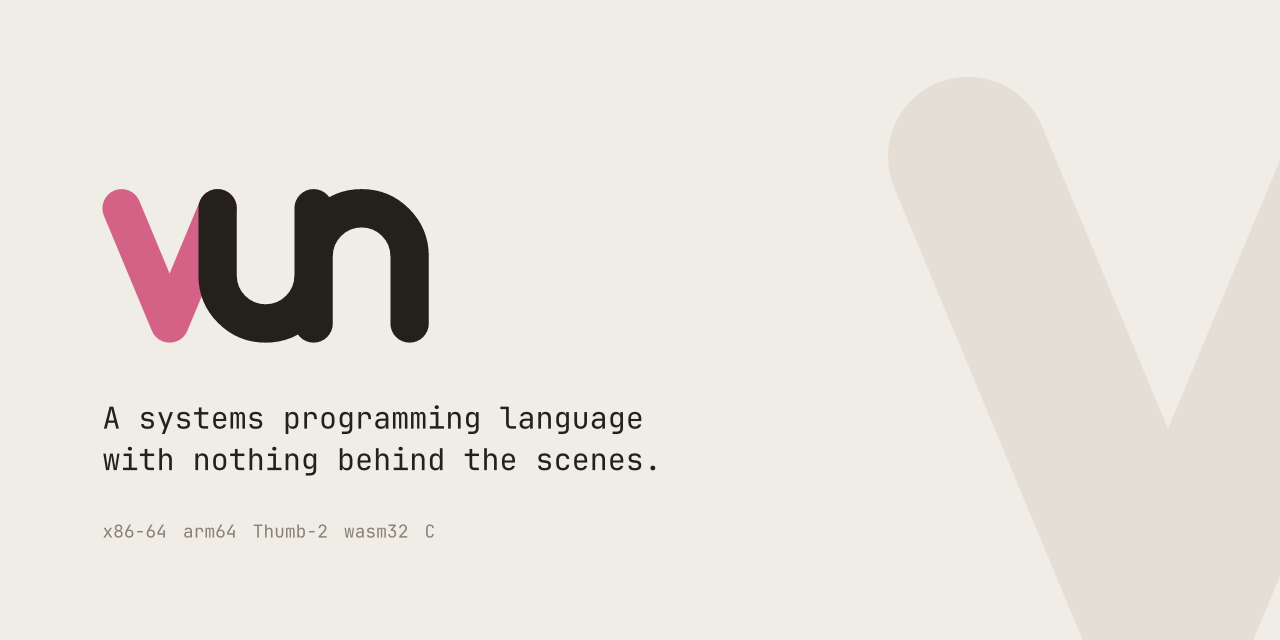 vun
A systems programming language
with nothing behind the scenes.
x86-64 arm64 Thumb-2 wasm32 C